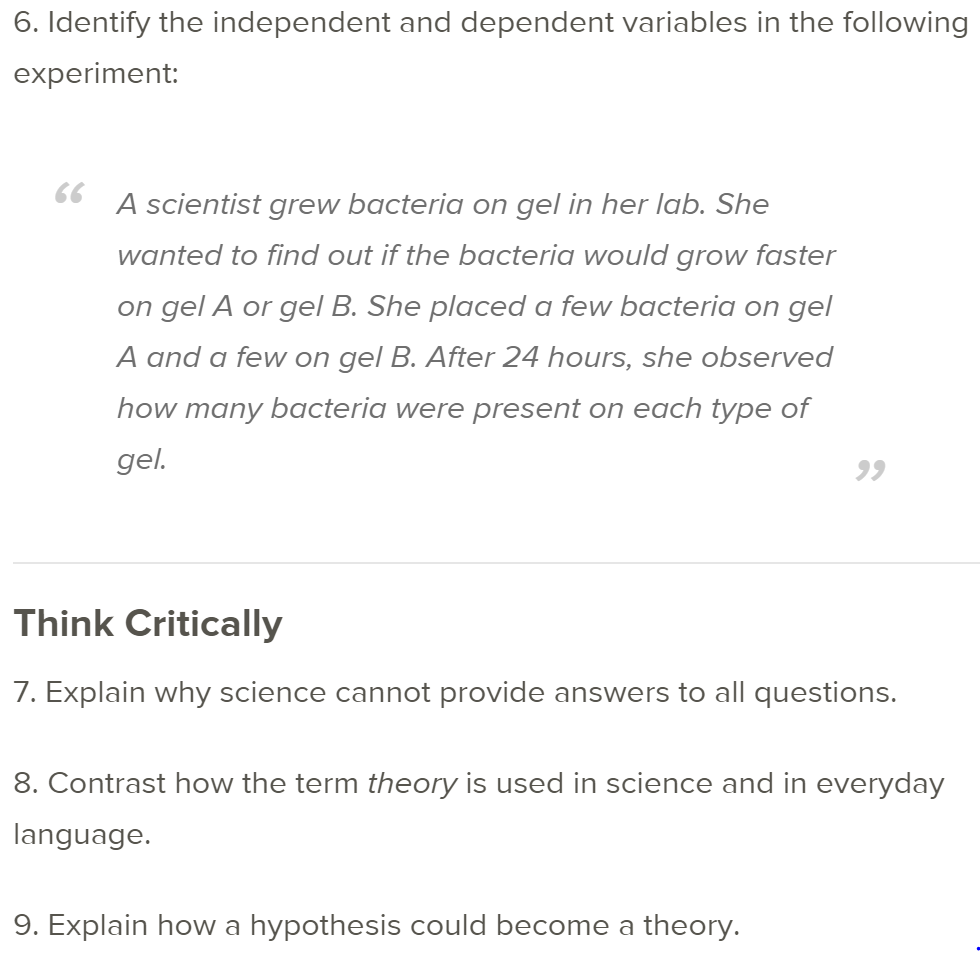 6. Identify the independent and dependent variables in the following
experiment:
“ A scientist grew bacteria on gel in her lab. She
wanted to find out if the bacteria would grow faster
on gel A or gel B. She placed a few bacteria on gel
A and a few on gel B. After 24 hours, she observed
how many bacteria were present on each type of
gel. ”
Think Critically
7. Explain why science cannot provide answers to all questions.
8. Contrast how the term theory is used in science and in everyday
language.
9. Explain how a hypothesis could become a theory.